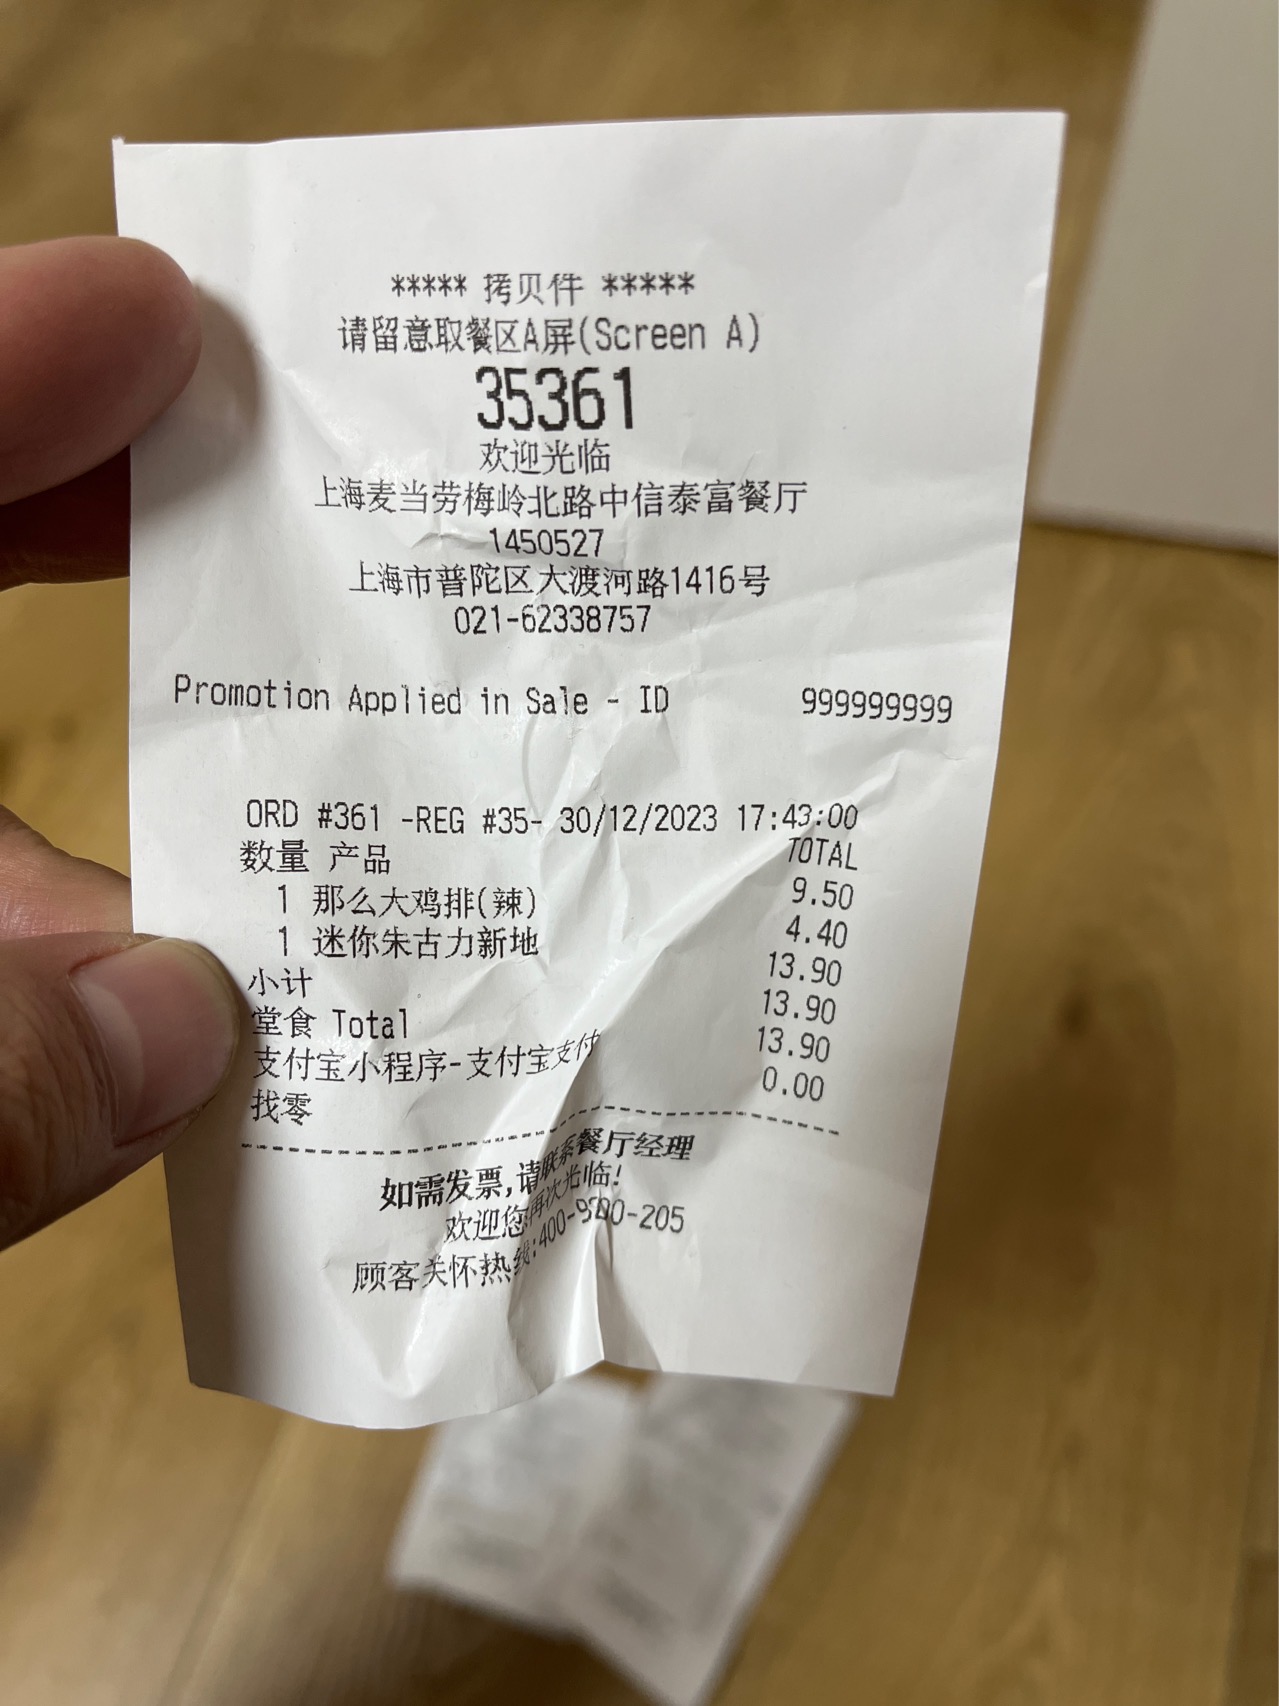 ***** 拷贝件 *****
请留意取餐区A屏(Screen A)
35361
欢迎光临
上海麦当劳梅岭北路中信泰富餐厅
1450527
上海市普陀区大渡河路1416号
021-62338757
Promotion Applied in Sale - ID 999999999
ORD #361 -REG #35- 30/12/2023 17:43:00
数量 产品 TOTAL
1 那么大鸡排(辣) 9.50
1 迷你朱古力新地 4.40
小计 13.90
堂食 Total 13.90
支付宝小程序-支付宝支付 13.90
找零 0.00
如需发票,请联系餐厅经理
欢迎您再次光临!
顾客关怀热线:400-920-205